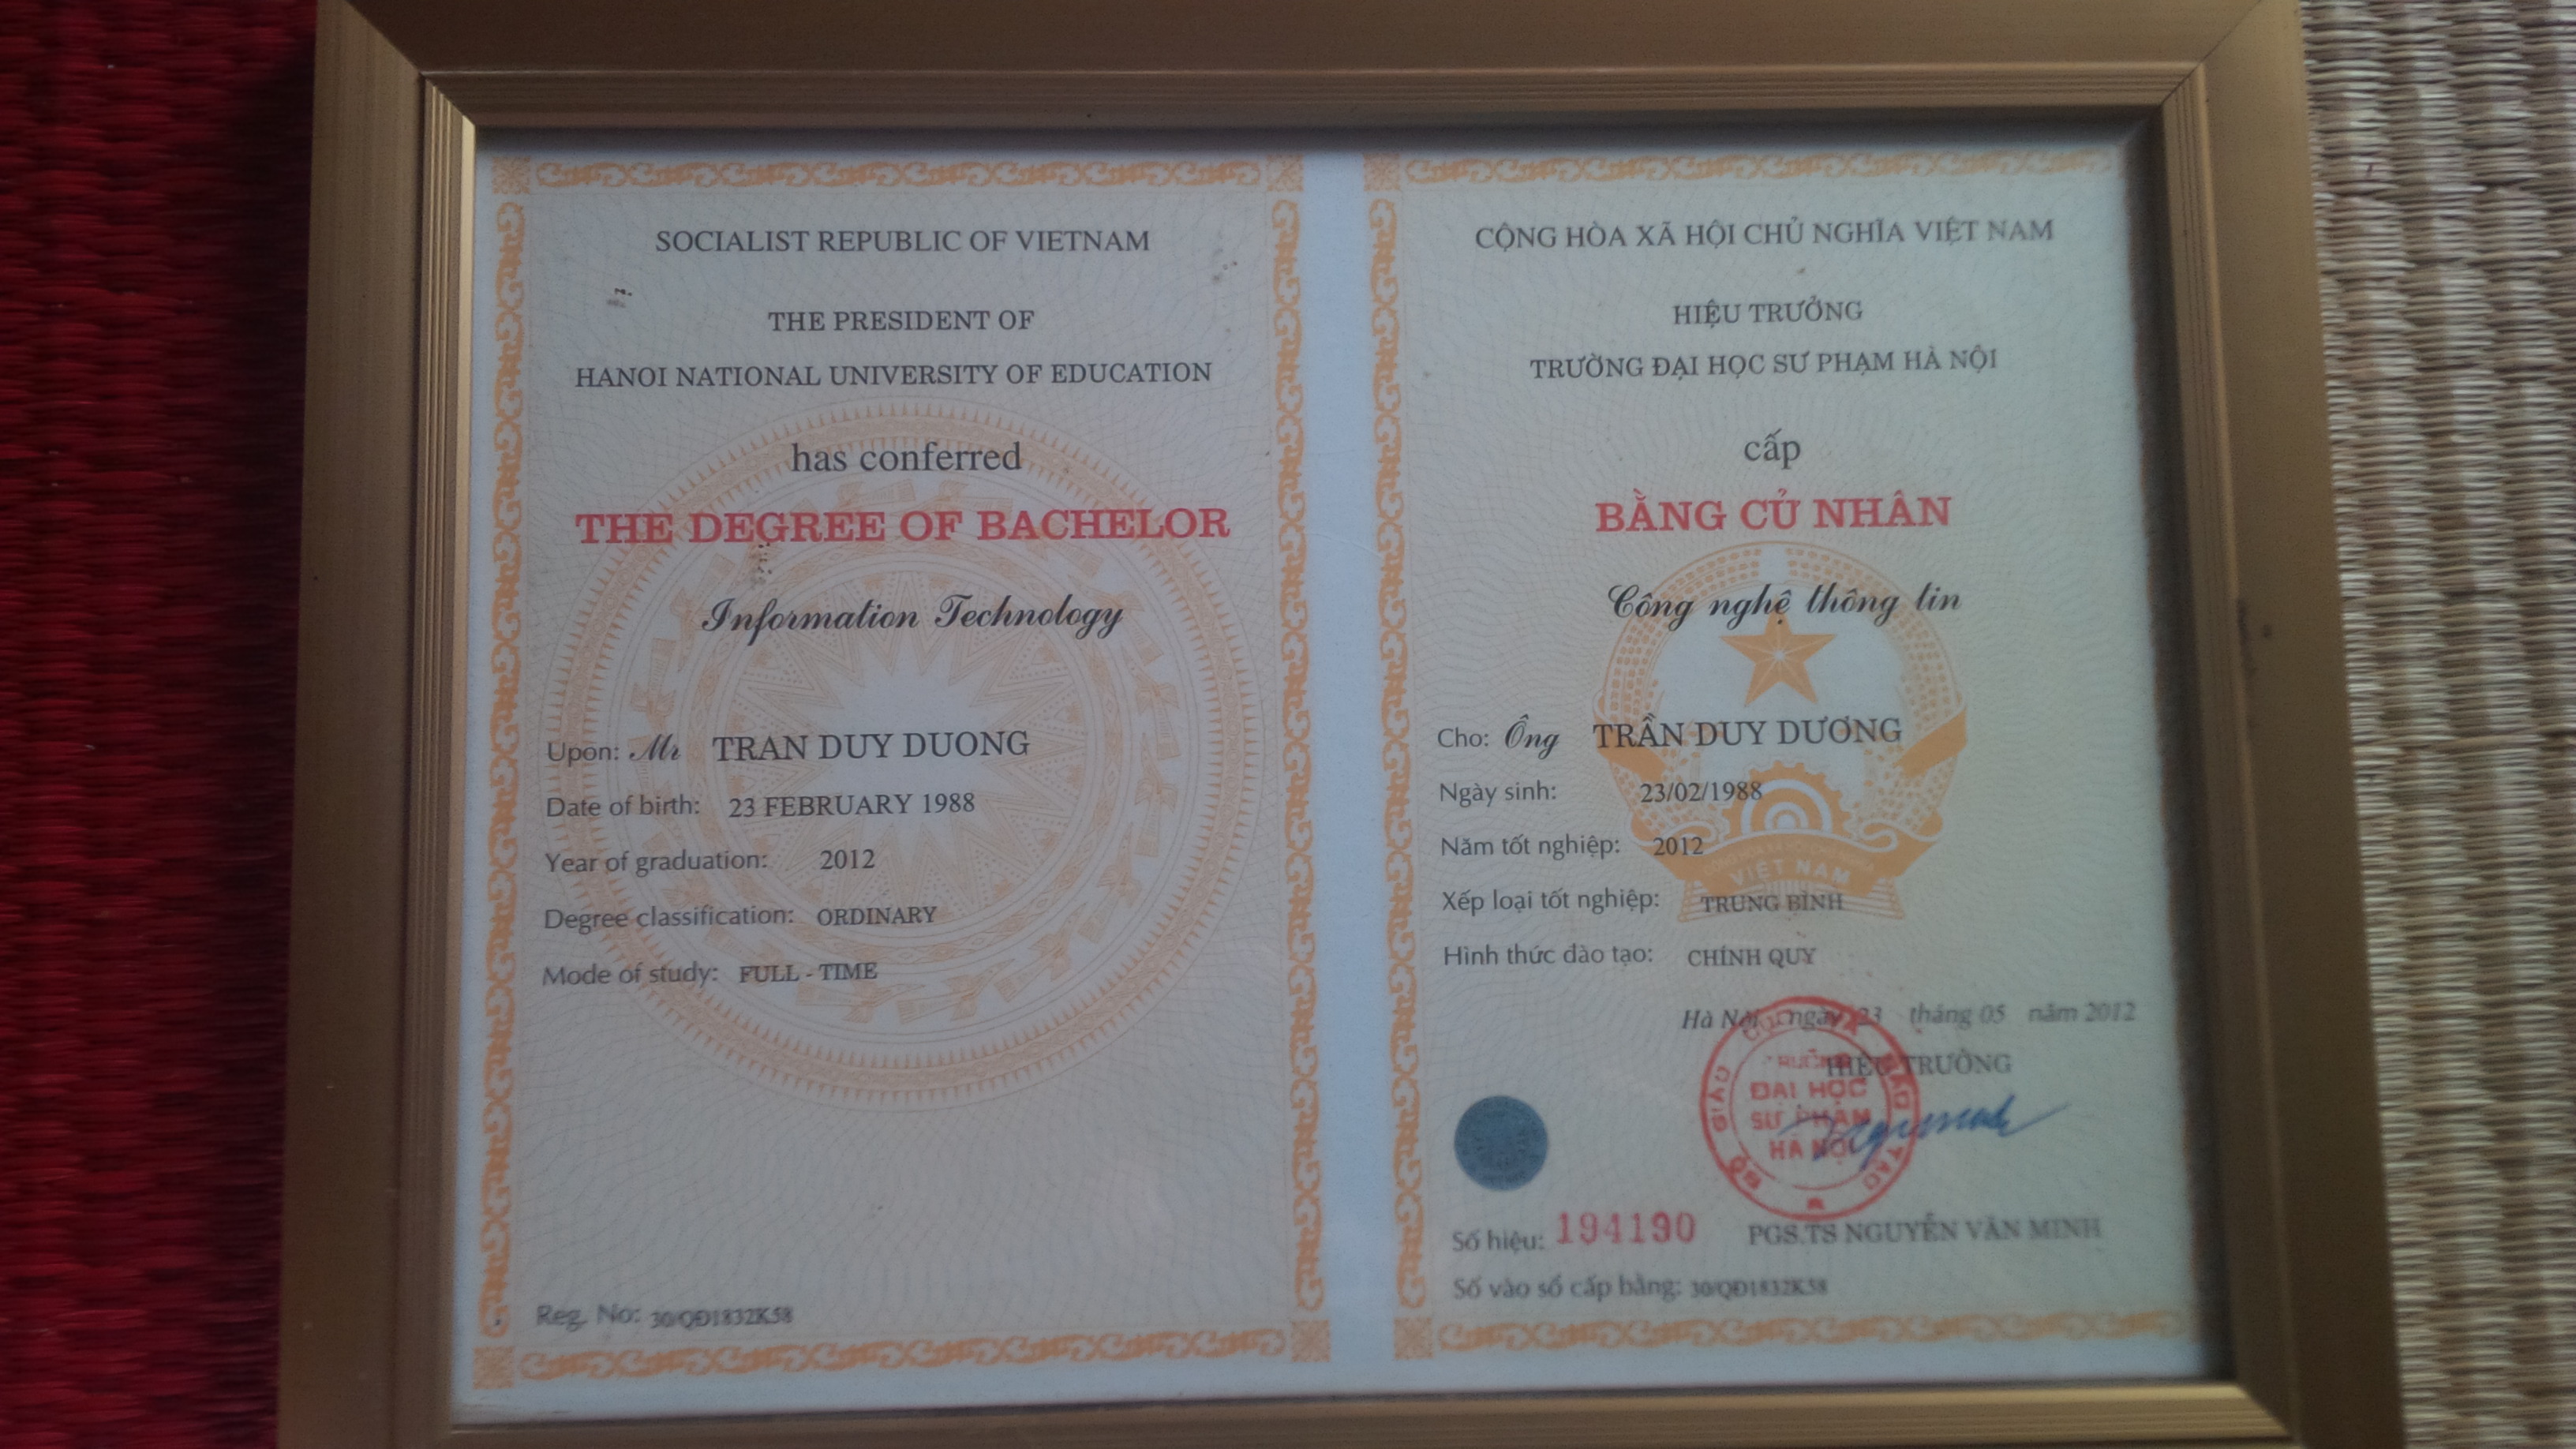 SOCIALIST REPUBLIC OF VIETNAM
THE PRESIDENT OF
HANOI NATIONAL UNIVERSITY OF EDUCATION
has conferred
THE DEGREE OF BACHELOR
Information Technology
Upon: Mr TRAN DUY DUONG
Date of birth: 23 FEBRUARY 1988
Year of graduation: 2012
Degree classification: ORDINARY
Mode of study: FULL - TIME
Reg. No: 30/QD1832K58
CỘNG HÒA XÃ HỘI CHỦ NGHĨA VIỆT NAM
HIỆU TRƯỞNG
TRƯỜNG ĐẠI HỌC SƯ PHẠM HÀ NỘI
cấp
BẰNG CỬ NHÂN
Công nghệ thông tin
Cho: Ông TRẦN DUY DƯƠNG
Ngày sinh: 23/02/1988
Năm tốt nghiệp: 2012
VIỆT NAM
Xếp loại tốt nghiệp: TRUNG BÌNH
Hình thức đào tạo: CHÍNH QUY
Hà Nội, ngày 23 tháng 05 năm 2012
HIỆU TRƯỞNG
BỘ GIÁO DỤC VÀ ĐÀO TẠO
TRƯỜNG
ĐẠI HỌC
SƯ PHẠM
HÀ NỘI
Số hiệu: 194190 PGS.TS NGUYỄN VĂN MINH
Số vào sổ cấp bằng: 30/QD1832K58